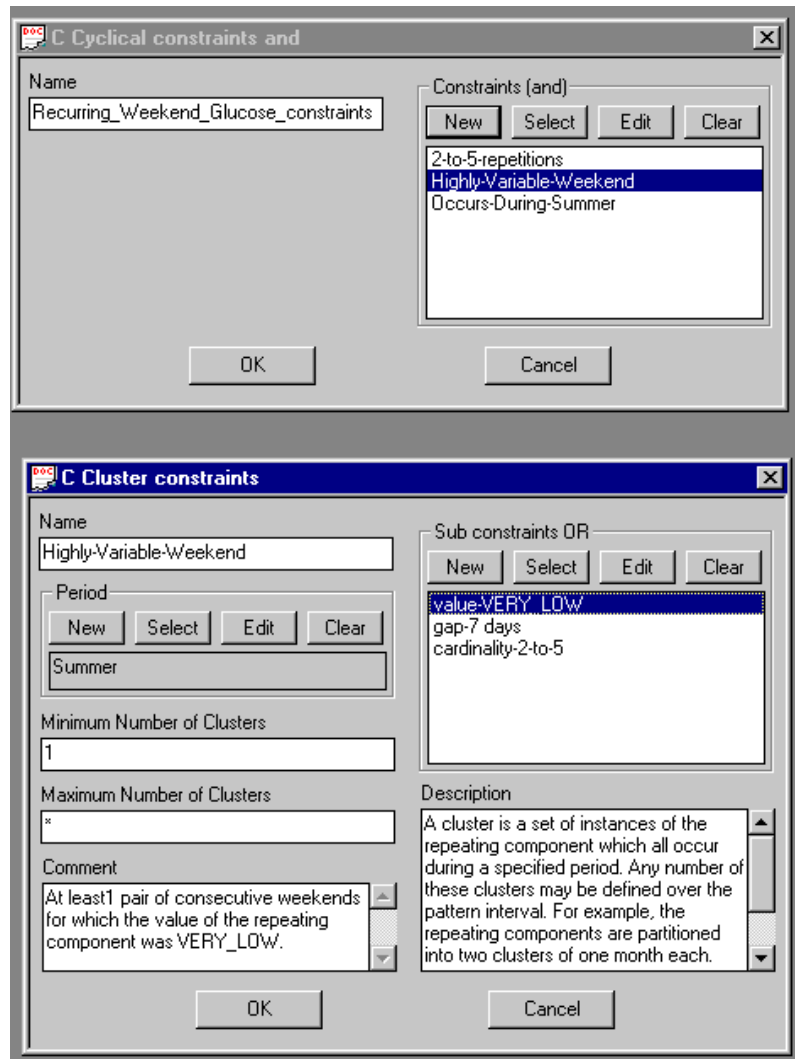 DOC C Cyclical constraints and
Name
Recurring_Weekend_Glucose_constraints
Constraints (and)
New Select Edit Clear
2-to-5-repetitions
Highly-Variable-Weekend
Occurs-During-Summer
OK Cancel
DOC C Cluster constraints
Name
Highly-Variable-Weekend
Period
New Select Edit Clear
Summer
Minimum Number of Clusters
1
Maximum Number of Clusters
*
Comment
At least1 pair of consecutive weekends
for which the value of the repeating
component was VERY_LOW.
Sub constraints OR
New Select Edit Clear
value-VERY_LOW
gap-7 days
cardinality-2-to-5
Description
A cluster is a set of instances of the
repeating component which all occur
during a specified period. Any number of
these clusters may be defined over the
pattern interval. For example, the
repeating components are partitioned
into two clusters of one month each.
OK Cancel